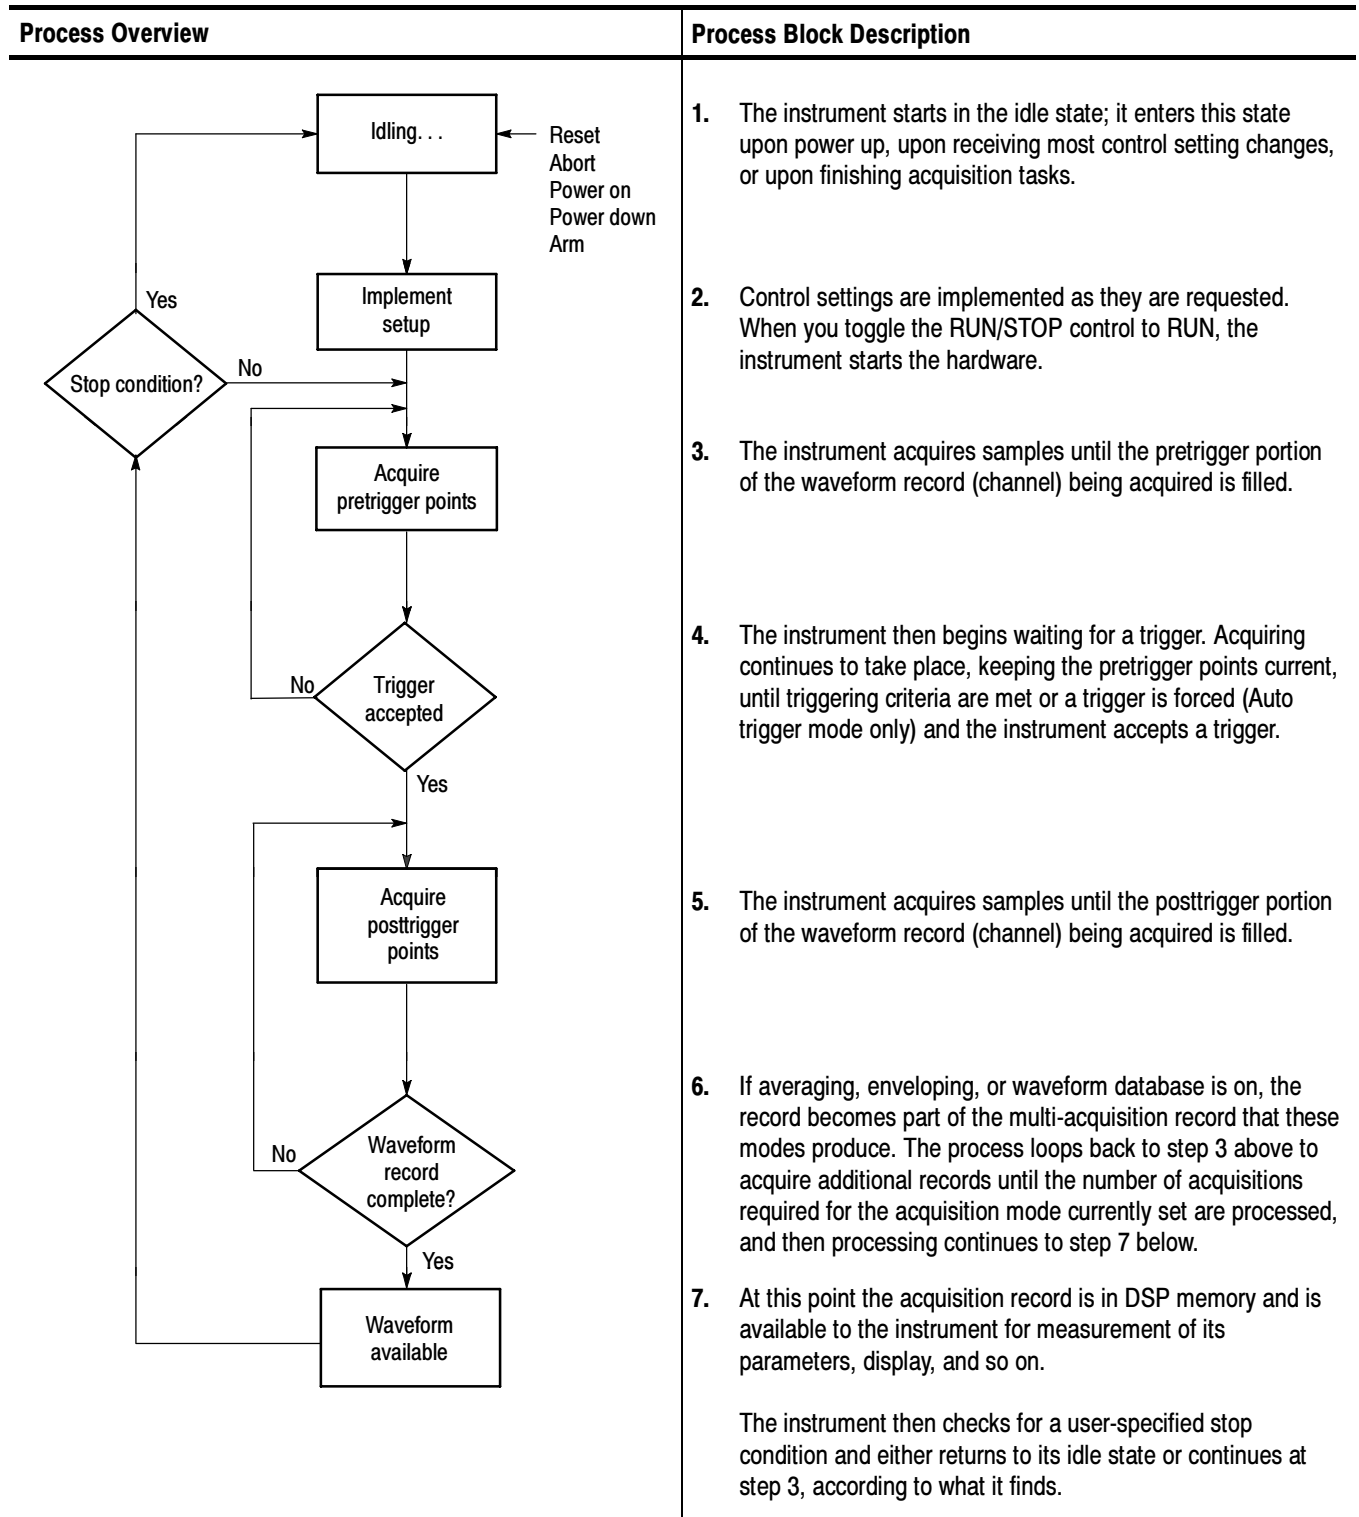 Process Overview
Process Block Description
Idling. . .
Reset
Abort
Power on
Power down
Arm
Implement
setup
Yes
Stop condition?
No
Acquire
pretrigger points
No
Trigger
accepted
Yes
Acquire
posttrigger
points
No
Waveform
record
complete?
Yes
Waveform
available
1. The instrument starts in the idle state; it enters this state
upon power up, upon receiving most control setting changes,
or upon finishing acquisition tasks.
2. Control settings are implemented as they are requested.
When you toggle the RUN/STOP control to RUN, the
instrument starts the hardware.
3. The instrument acquires samples until the pretrigger portion
of the waveform record (channel) being acquired is filled.
4. The instrument then begins waiting for a trigger. Acquiring
continues to take place, keeping the pretrigger points current,
until triggering criteria are met or a trigger is forced (Auto
trigger mode only) and the instrument accepts a trigger.
5. The instrument acquires samples until the posttrigger portion
of the waveform record (channel) being acquired is filled.
6. If averaging, enveloping, or waveform database is on, the
record becomes part of the multi-acquisition record that these
modes produce. The process loops back to step 3 above to
acquire additional records until the number of acquisitions
required for the acquisition mode currently set are processed,
and then processing continues to step 7 below.
7. At this point the acquisition record is in DSP memory and is
available to the instrument for measurement of its
parameters, display, and so on.
The instrument then checks for a user-specified stop
condition and either returns to its idle state or continues at
step 3, according to what it finds.